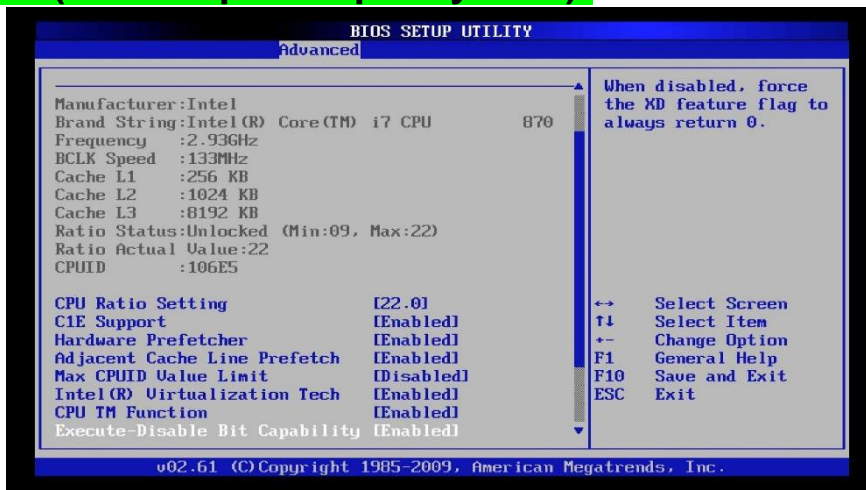 BIOS SETUP UTILITY
Advanced
Manufacturer:Intel
Brand String:Intel(R) Core(TM) i7 CPU 870
Frequency :2.93GHz
BCLK Speed :133MHz
Cache L1 :256 KB
Cache L2 :1024 KB
Cache L3 :8192 KB
Ratio Status:Unlocked (Min:09, Max:22)
Ratio Actual Value:22
CPUID :106E5
CPU Ratio Setting [22.0]
C1E Support [Enabled]
Hardware Prefetcher [Enabled]
Adjacent Cache Line Prefetch [Enabled]
Max CPUID Value Limit [Disabled]
Intel(R) Virtualization Tech [Enabled]
CPU TM Function [Enabled]
Execute-Disable Bit Capability [Enabled]
When disabled, force
the XD feature flag to
always return 0.
↔ Select Screen
↑↓ Select Item
+- Change Option
F1 General Help
F10 Save and Exit
ESC Exit
v02.61 (C)Copyright 1985-2009, American Megatrends, Inc.